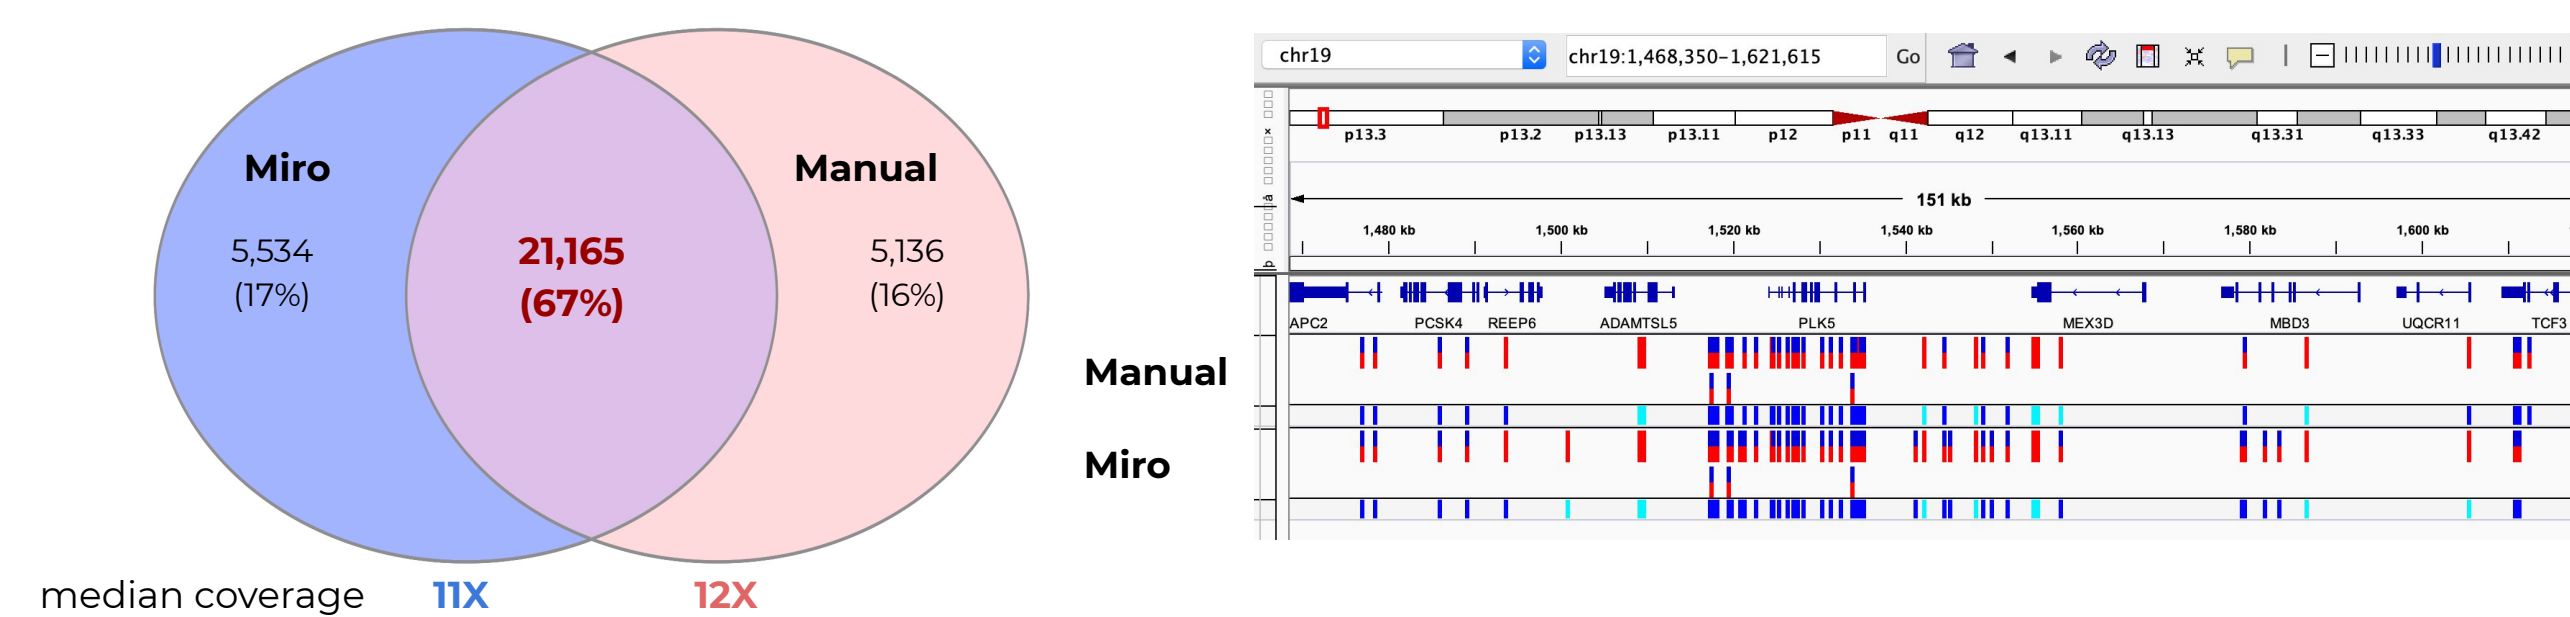 Miro
Manual
5,534
(17%)
21,165
(67%)
5,136
(16%)
median coverage 11X 12X
chr19 chr19:1,468,350-1,621,615 Go
p13.3 p13.2 p13.13 p13.11 p12 p11 q11 q12 q13.11 q13.13 q13.31 q13.33 q13.42
151 kb
1,480 kb 1,500 kb 1,520 kb 1,540 kb 1,560 kb 1,580 kb 1,600 kb
APC2 PCSK4 REEP6 ADAMTSL5 PLK5 MEX3D MBD3 UQCR11 TCF3
Manual
Miro